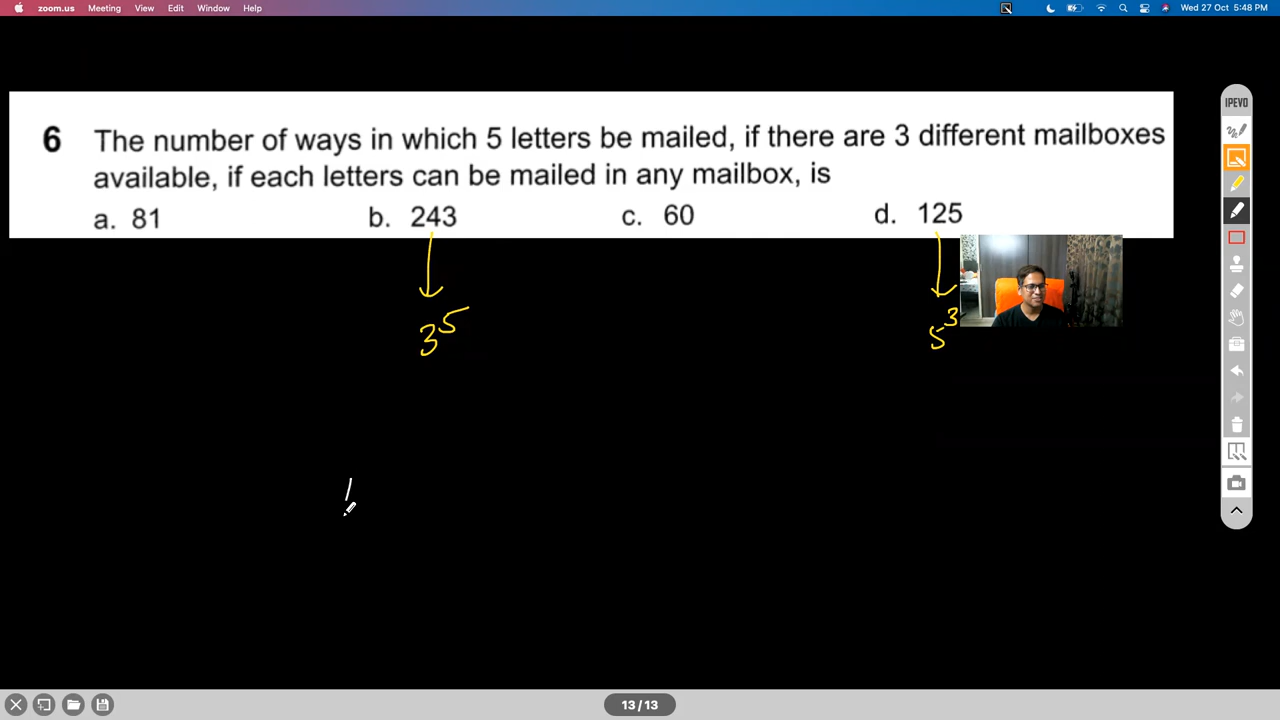 zoom.us Meeting View Edit Window Help Wed 27 Oct 5:48 PM
IPEVO
6 The number of ways in which 5 letters be mailed, if there are 3 different mailboxes
available, if each letters can be mailed in any mailbox, is
a. 81 b. 243 c. 60 d. 125
3^5 5^3
13/13